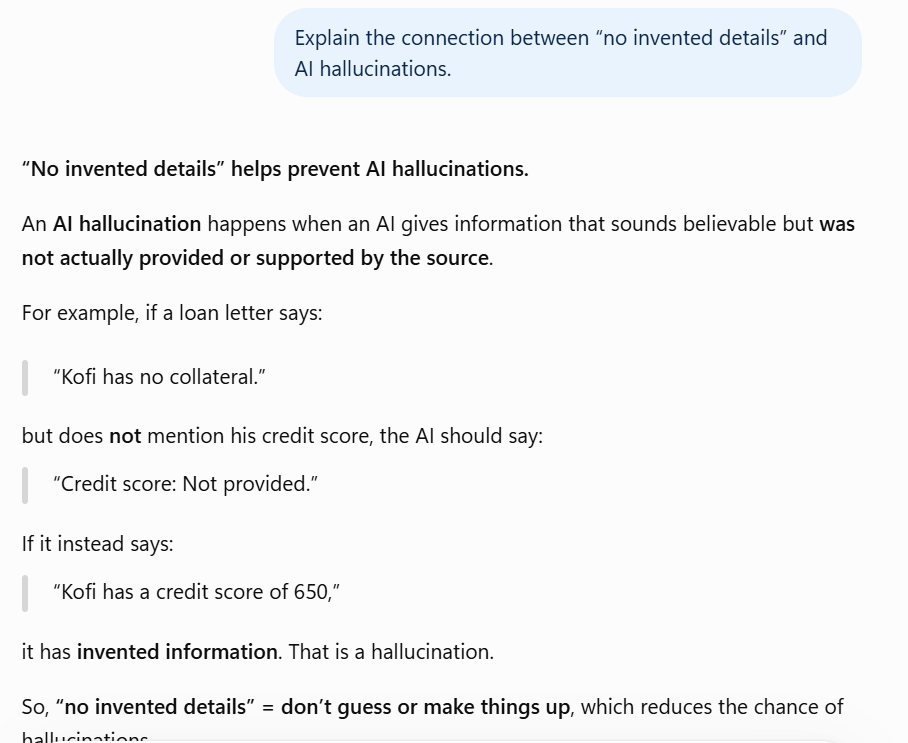 Explain the connection between “no invented details” and
AI hallucinations.
“No invented details” helps prevent AI hallucinations.
An AI hallucination happens when an AI gives information that sounds believable but was
not actually provided or supported by the source.
For example, if a loan letter says:
“Kofi has no collateral.”
but does not mention his credit score, the AI should say:
“Credit score: Not provided.”
If it instead says:
“Kofi has a credit score of 650,”
it has invented information. That is a hallucination.
So, “no invented details” = don’t guess or make things up, which reduces the chance of
hallucinations